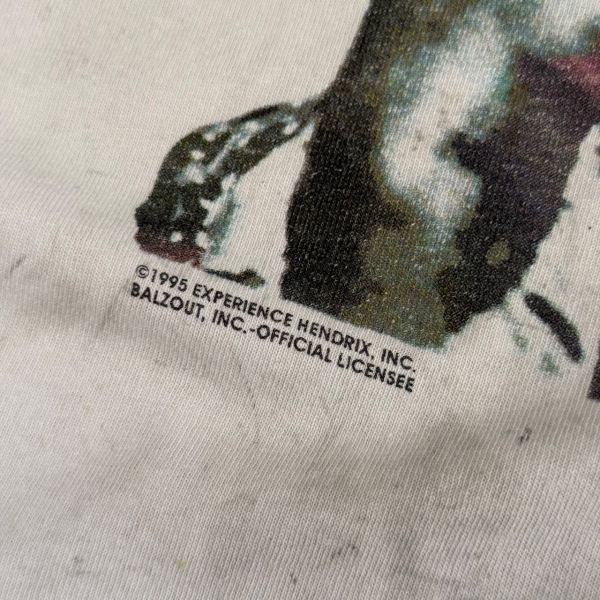 ©1995 EXPERIENCE HENDRIX, INC.
BALZOUT, INC.-OFFICIAL LICENSEE